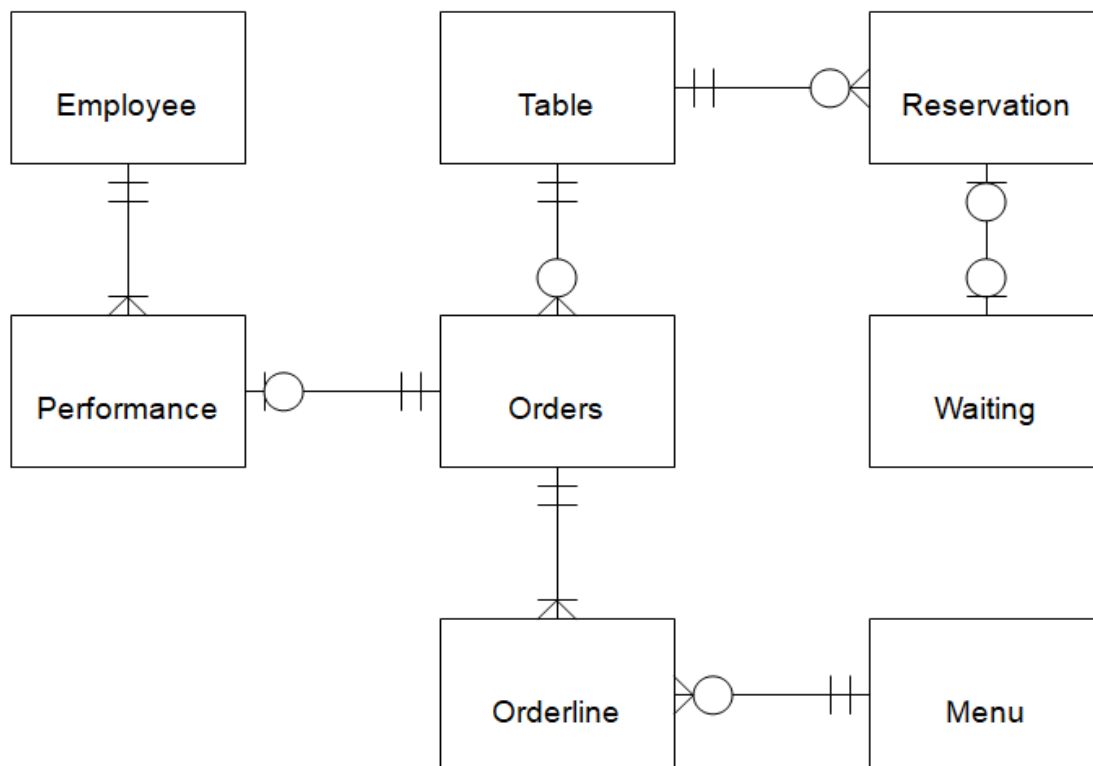 Employee
Table
Reservation
Performance
Orders
Waiting
Orderline
Menu